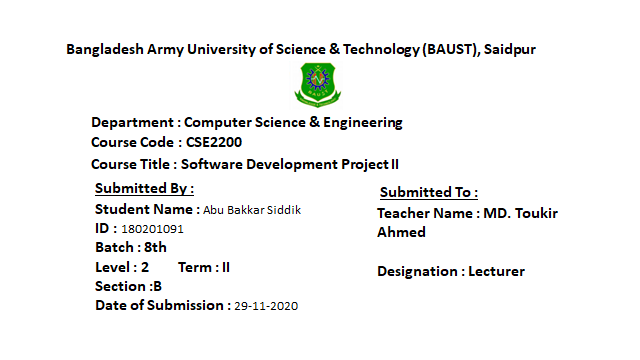 Bangladesh Army University of Science & Technology (BAUST), Saidpur
BAUST
Department : Computer Science & Engineering
Course Code : CSE2200
Course Title : Software Development Project II
Submitted By :
Student Name : Abu Bakkar Siddik
ID : 180201091
Batch : 8th
Level : 2 Term : II
Section :B
Date of Submission : 29-11-2020
Submitted To :
Teacher Name : MD. Toukir
Ahmed
Designation : Lecturer